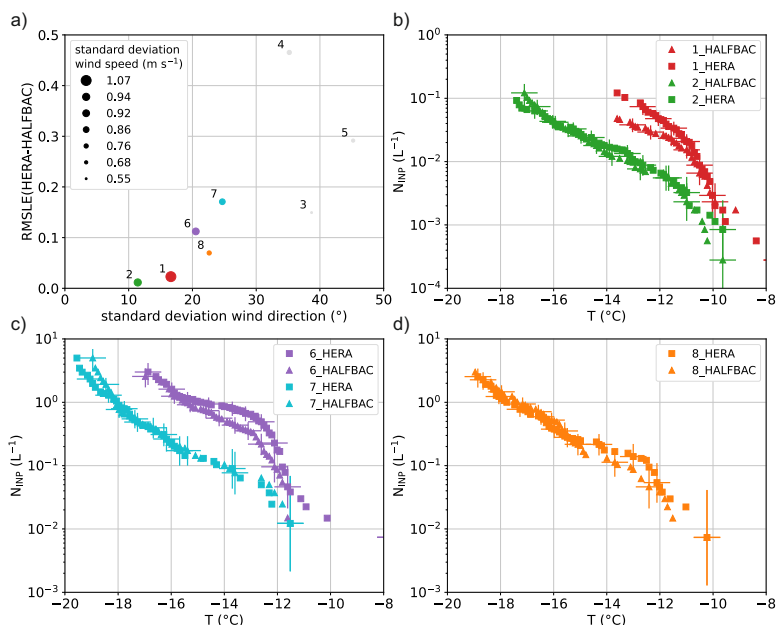 a)
RMSLE(HERA-HALFBAC)
0.5
0.4
0.3
0.2
0.1
0.0
standard deviation
wind speed (m s⁻¹)
1.07
0.94
0.92
0.86
0.76
0.68
0.55
1
2
3
4
5
6
7
8
0 10 20 30 40 50
standard deviation wind direction (°)
b)
N_INP (L⁻¹)
10⁰
10⁻¹
10⁻²
10⁻³
10⁻⁴
1_HALFBAC
1_HERA
2_HALFBAC
2_HERA
−20 −18 −16 −14 −12 −10 −8
T (°C)
c)
N_INP (L⁻¹)
10¹
10⁰
10⁻¹
10⁻²
10⁻³
6_HERA
6_HALFBAC
7_HERA
7_HALFBAC
−20 −18 −16 −14 −12 −10 −8
T (°C)
d)
N_INP (L⁻¹)
10¹
10⁰
10⁻¹
10⁻²
10⁻³
8_HERA
8_HALFBAC
−20 −18 −16 −14 −12 −10 −8
T (°C)